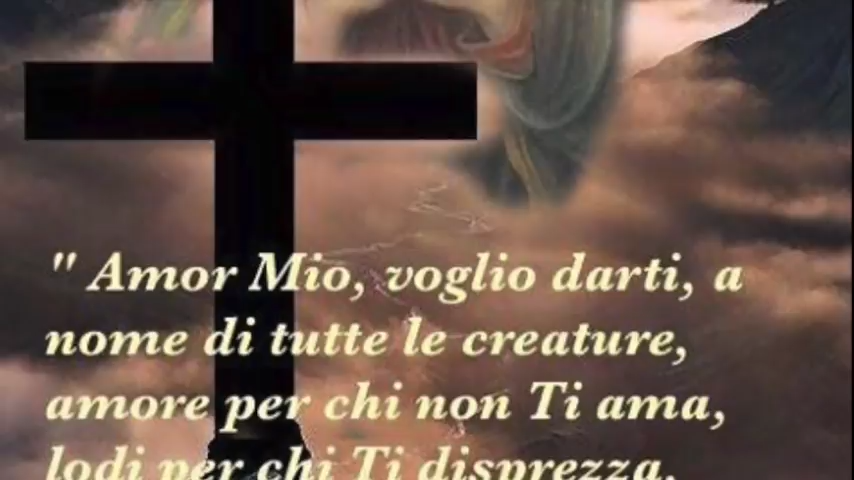 " Amor Mio, voglio darti, a
nome di tutte le creature,
amore per chi non Ti ama,
lodi per chi Ti disprezza,